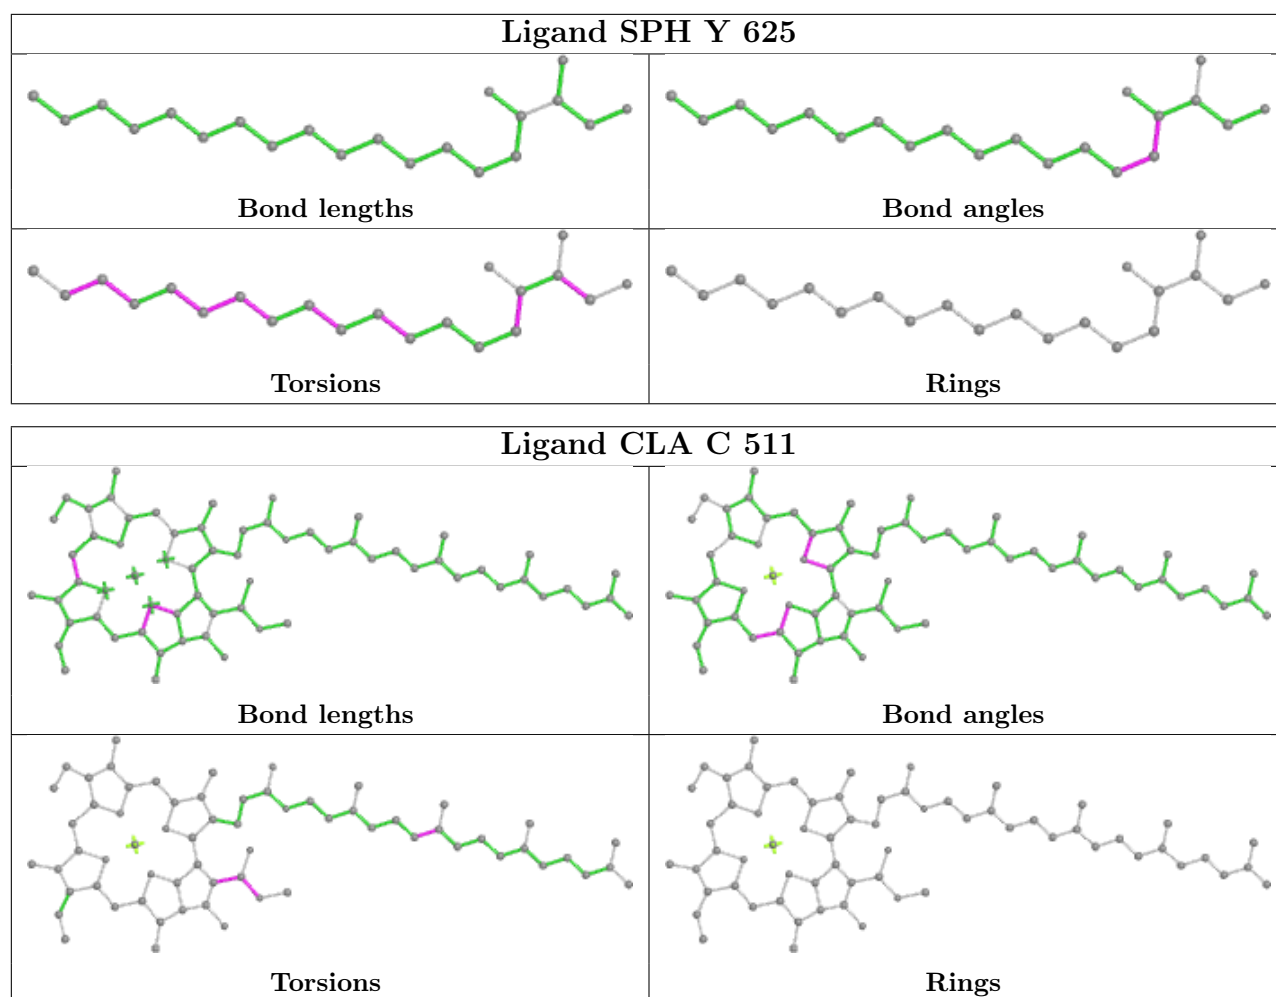 Ligand SPH Y 625
Bond lengths
Bond angles
Torsions
Rings
Ligand CLA C 511
Bond lengths
Bond angles
Torsions
Rings